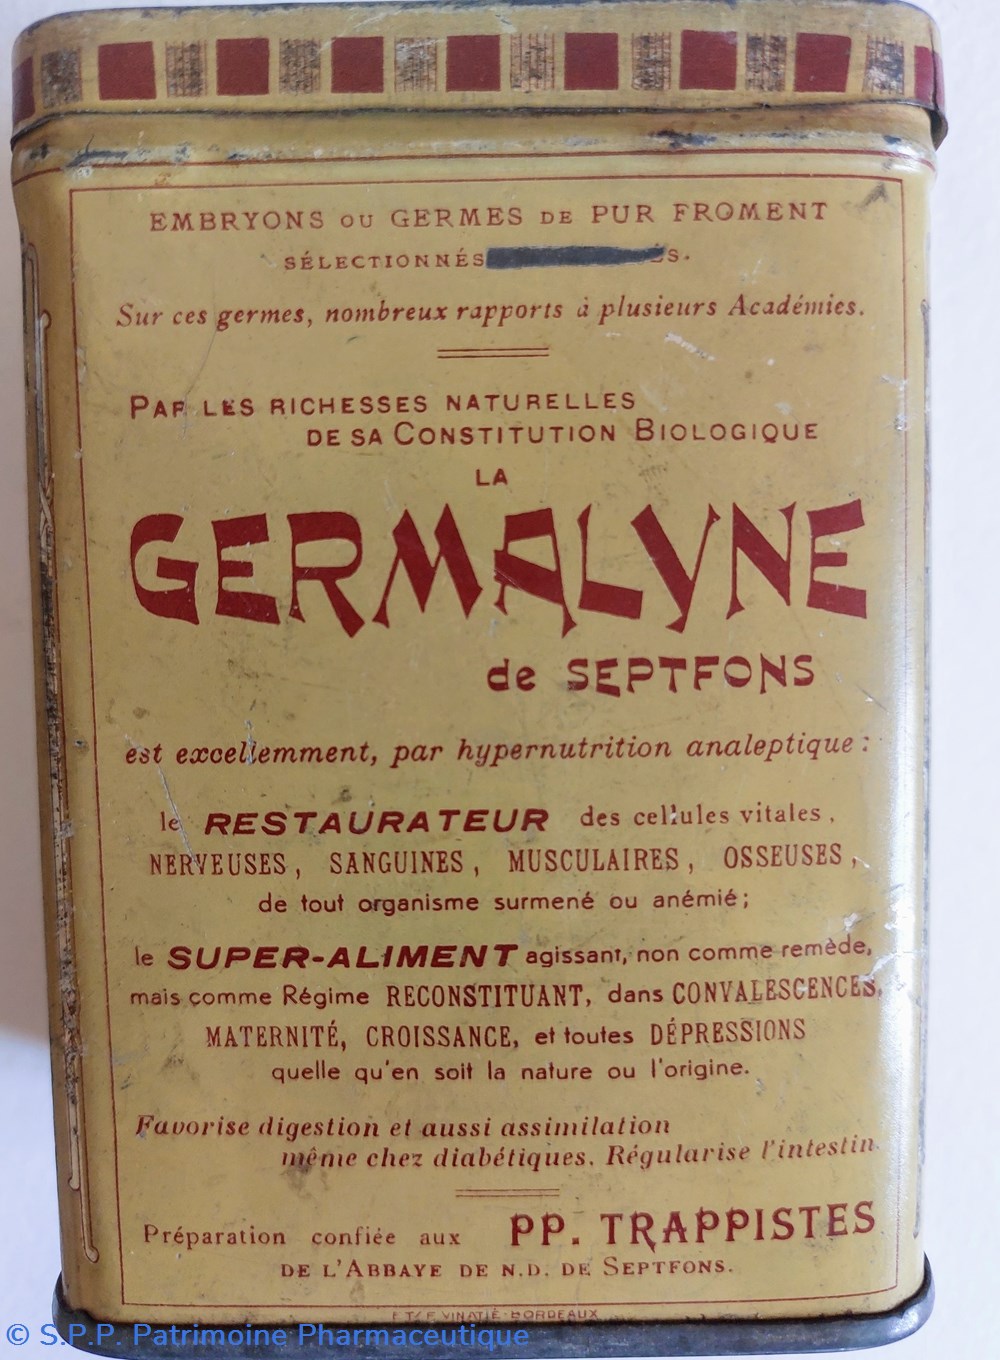 EMBRYONS OU GERMES DE PUR FROMENT
SÉLECTIONNÉS
Sur ces germes, nombreux rapports à plusieurs Académies.
PAR LES RICHESSES NATURELLES
DE SA CONSTITUTION BIOLOGIQUE
LA
GERMALYNE
de SEPTFONS
est excellemment, par hypernutrition analeptique :
le RESTAURATEUR des cellules vitales,
NERVEUSES, SANGUINES, MUSCULAIRES, OSSEUSES,
de tout organisme surmené ou anémié;
le SUPER-ALIMENT agissant, non comme remède,
mais comme Régime RECONSTITUANT, dans CONVALESCENCES,
MATERNITÉ, CROISSANCE, et toutes DÉPRESSIONS
quelle qu'en soit la nature ou l'origine.
Favorise digestion et aussi assimilation
même chez diabétiques. Régularise l'intestin.
Préparation confiée aux PP. TRAPPISTES
DE L'ABBAYE DE N.D. DE SEPTFONS.
VINATIÉ-BORDEAUX
© S.P.P. Patrimoine Pharmaceutique